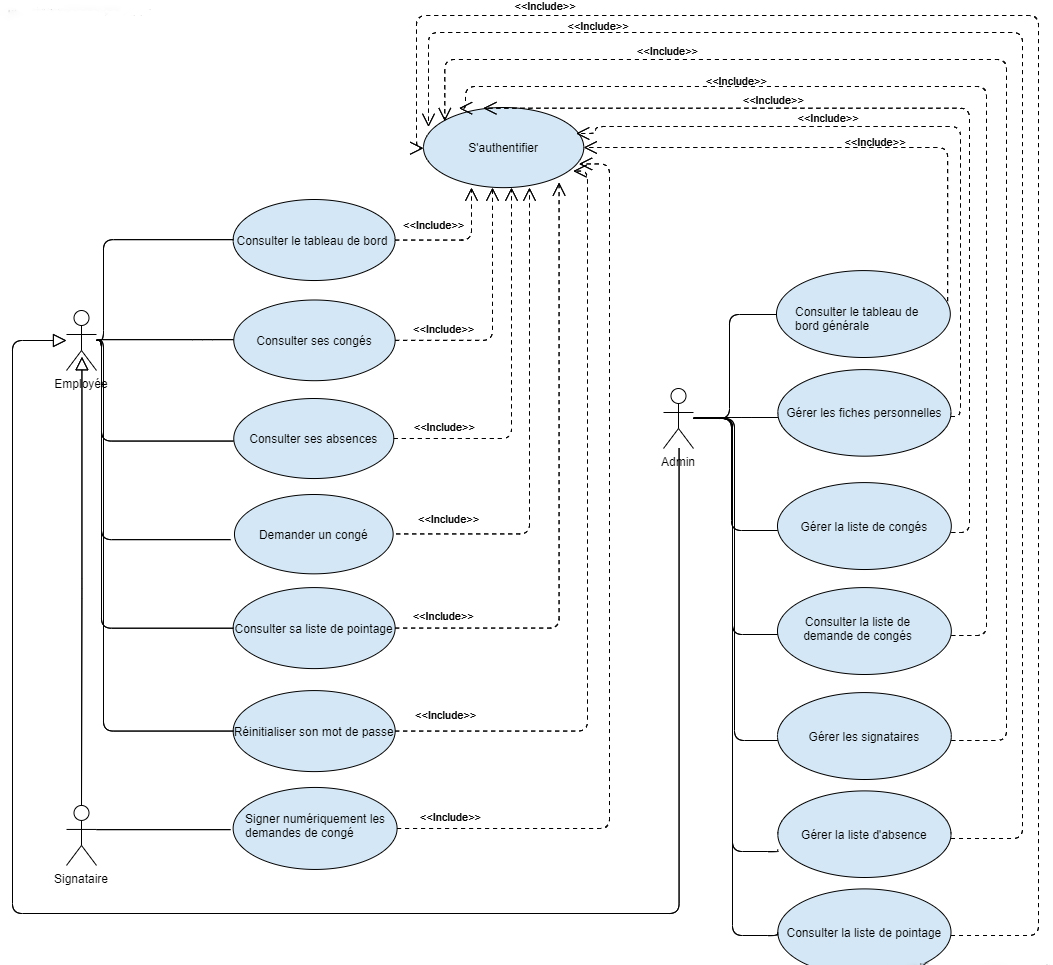 <<Include>>
<<Include>>
<<Include>>
<<Include>>
<<Include>>
<<Include>>
<<Include>>
S'authentifier
Consulter le tableau de bord
<<Include>>
Consulter ses congés
<<Include>>
Employée
Consulter ses absences
<<Include>>
Demander un congé
<<Include>>
Consulter sa liste de pointage
<<Include>>
Réinitialiser son mot de passe
<<Include>>
Signer numériquement les
demandes de congé
<<Include>>
Signataire
Admin
Consulter le tableau de
bord générale
Gérer les fiches personnelles
Gérer la liste de congés
Consulter la liste de
demande de congés
Gérer les signataires
Gérer la liste d'absence
Consulter la liste de pointage